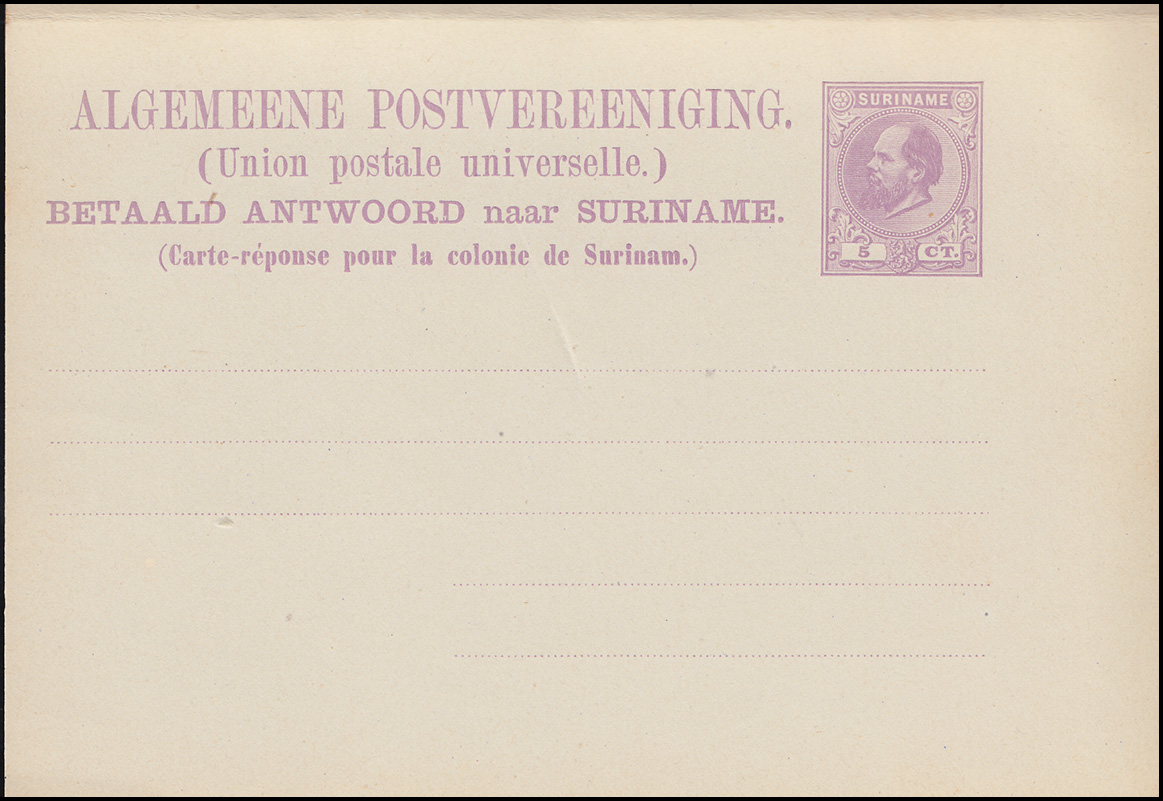 ALGEMEENE POSTVEREENIGING.
(Union postale universelle.)
BETAALD ANTWOORD naar SURINAME.
(Carte-réponse pour la colonie de Surinam.)
SURINAME
5 CT.